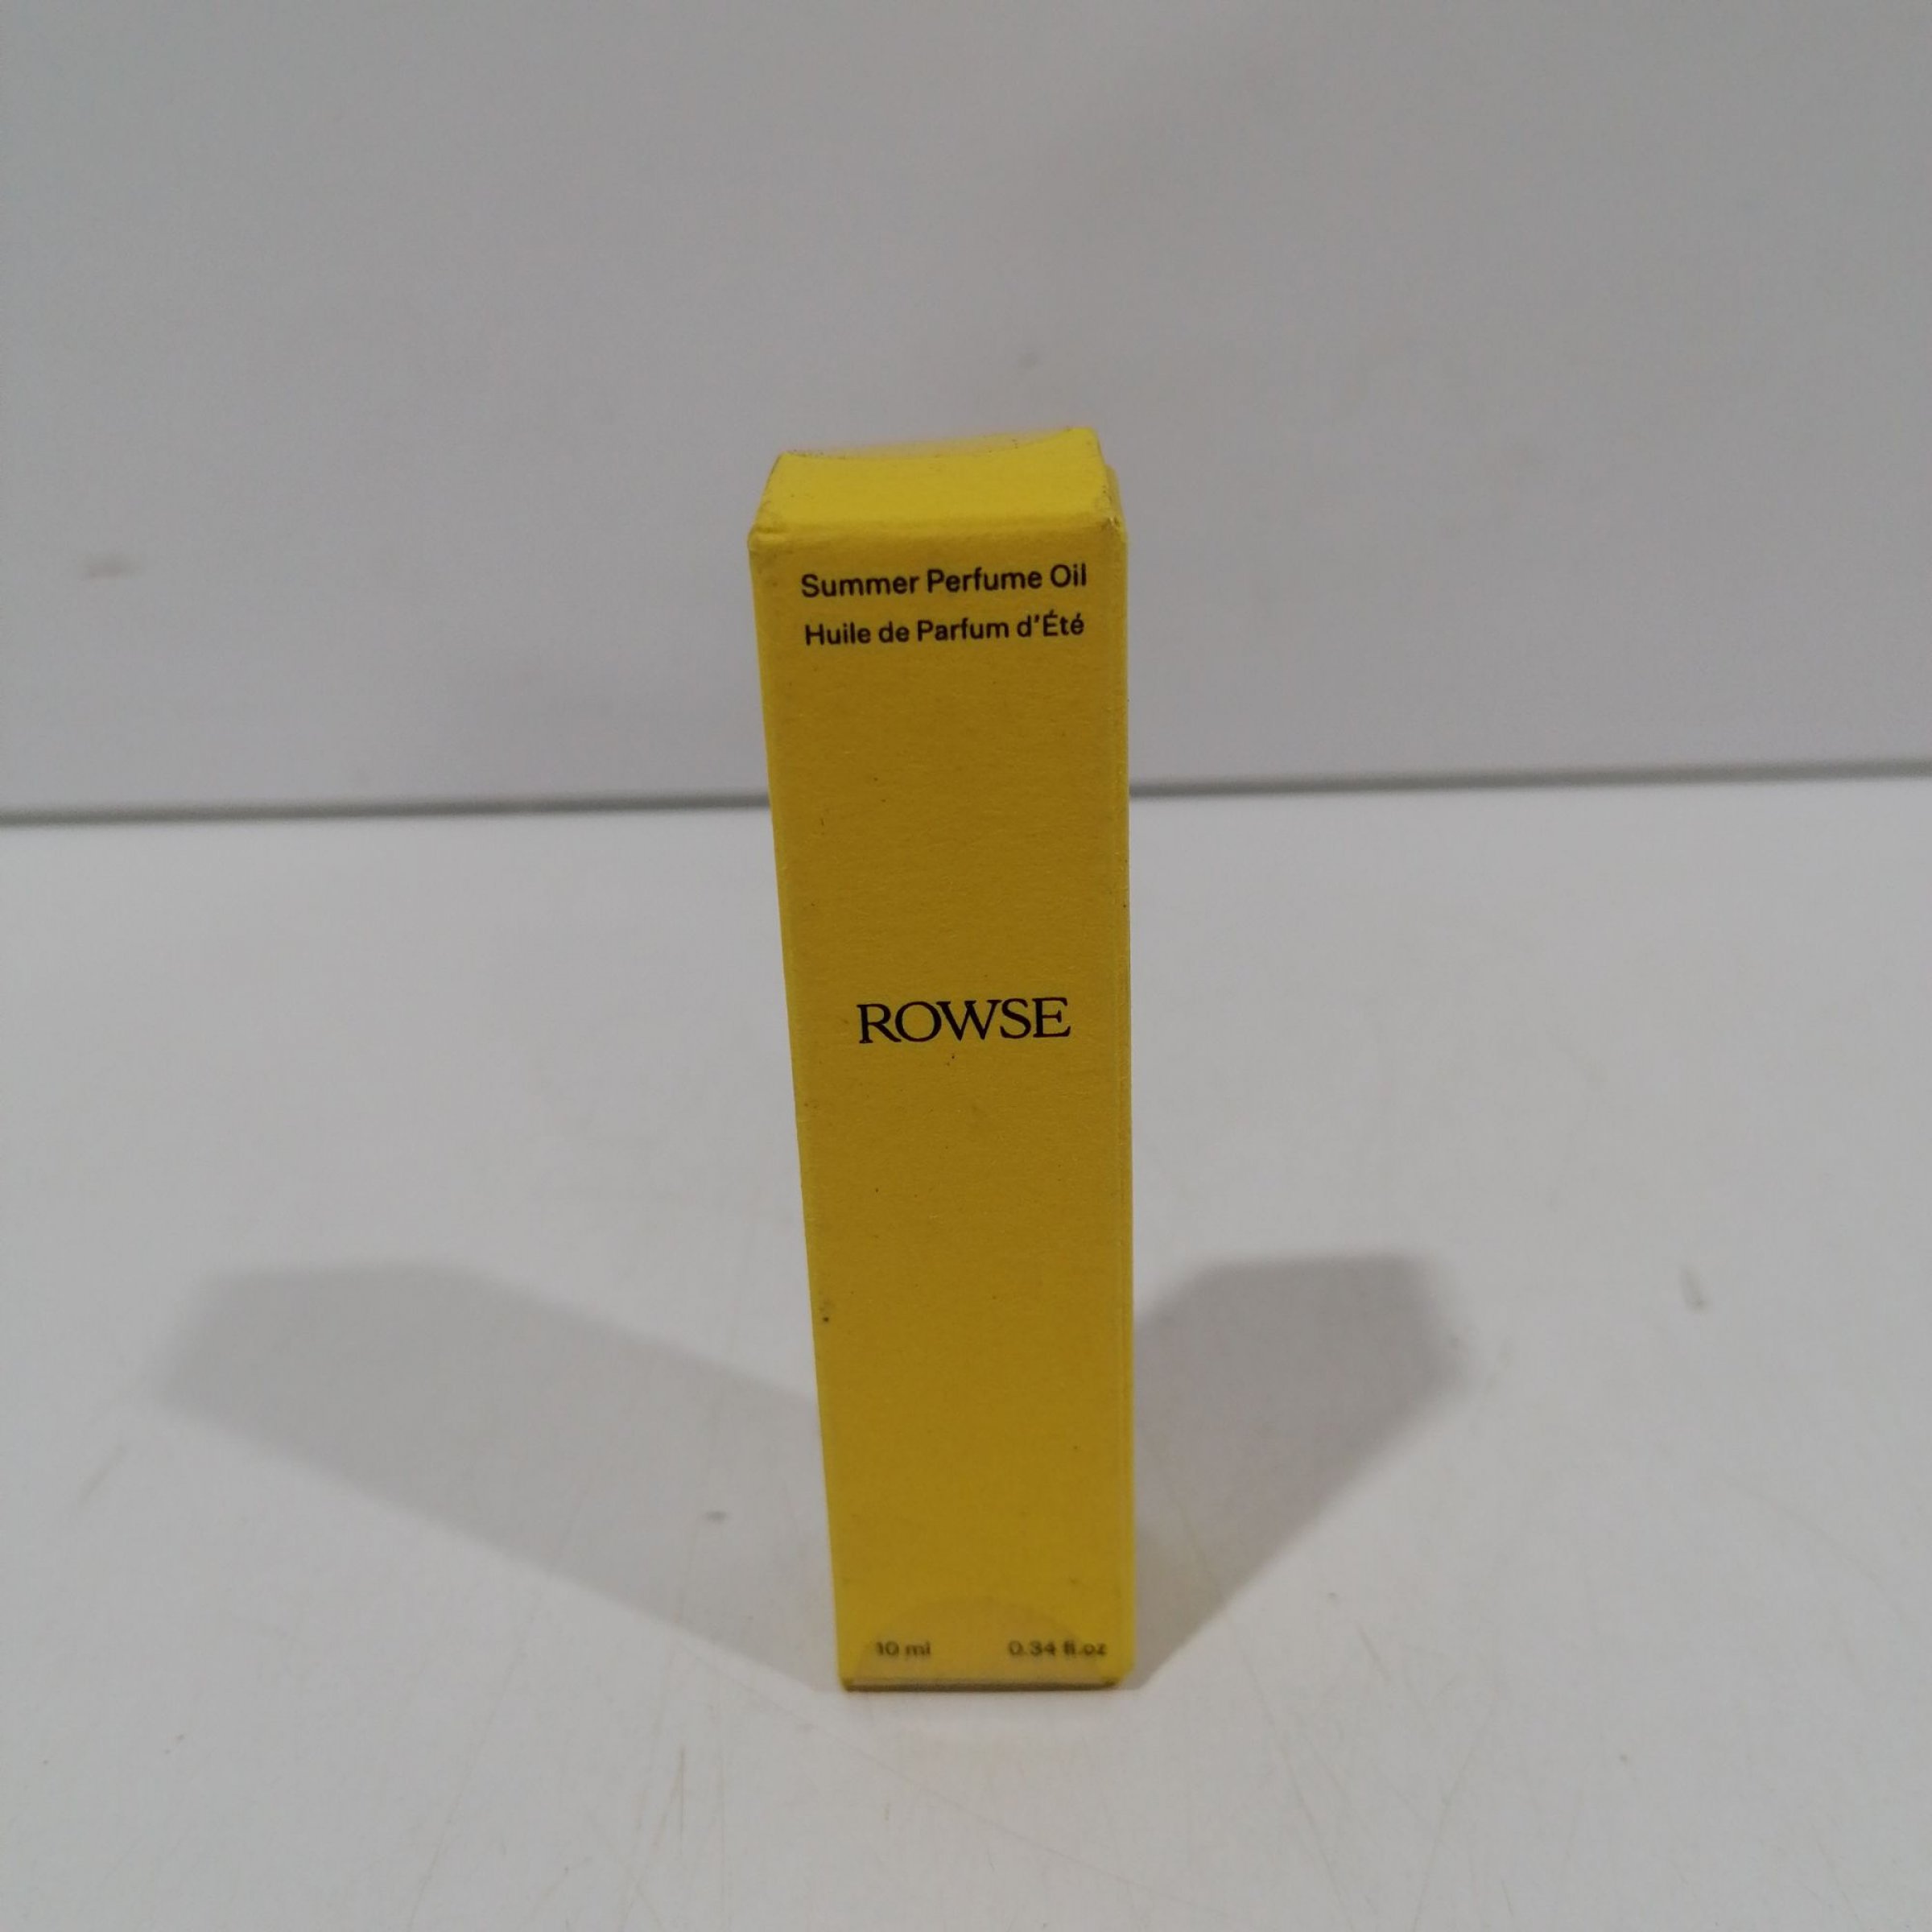 Summer Perfume Oil
Huile de Parfum d'Été
ROWSE
10 ml 0.34 fl.oz